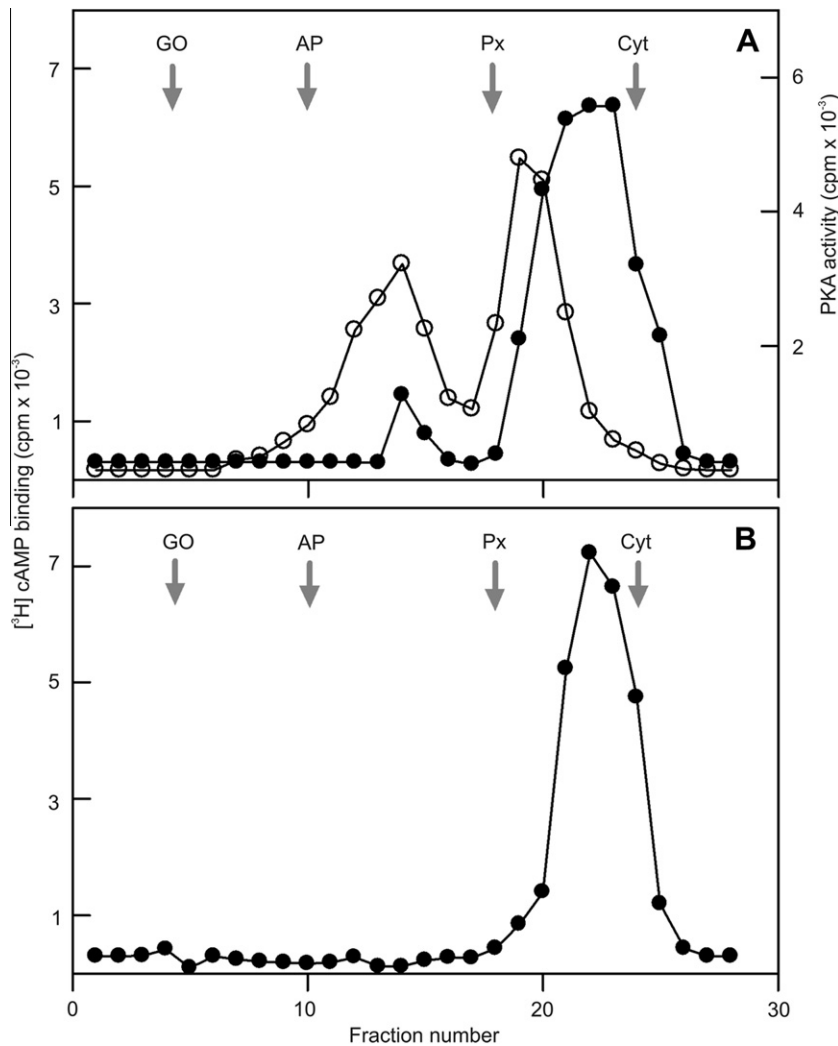 GO AP Px Cyt A
7
5
3
1
6
4
2
[³H] cAMP binding (cpm x 10⁻³)
PKA activity (cpm x 10⁻³)
GO AP Px Cyt B
7
5
3
1
0 10 20 30
Fraction number